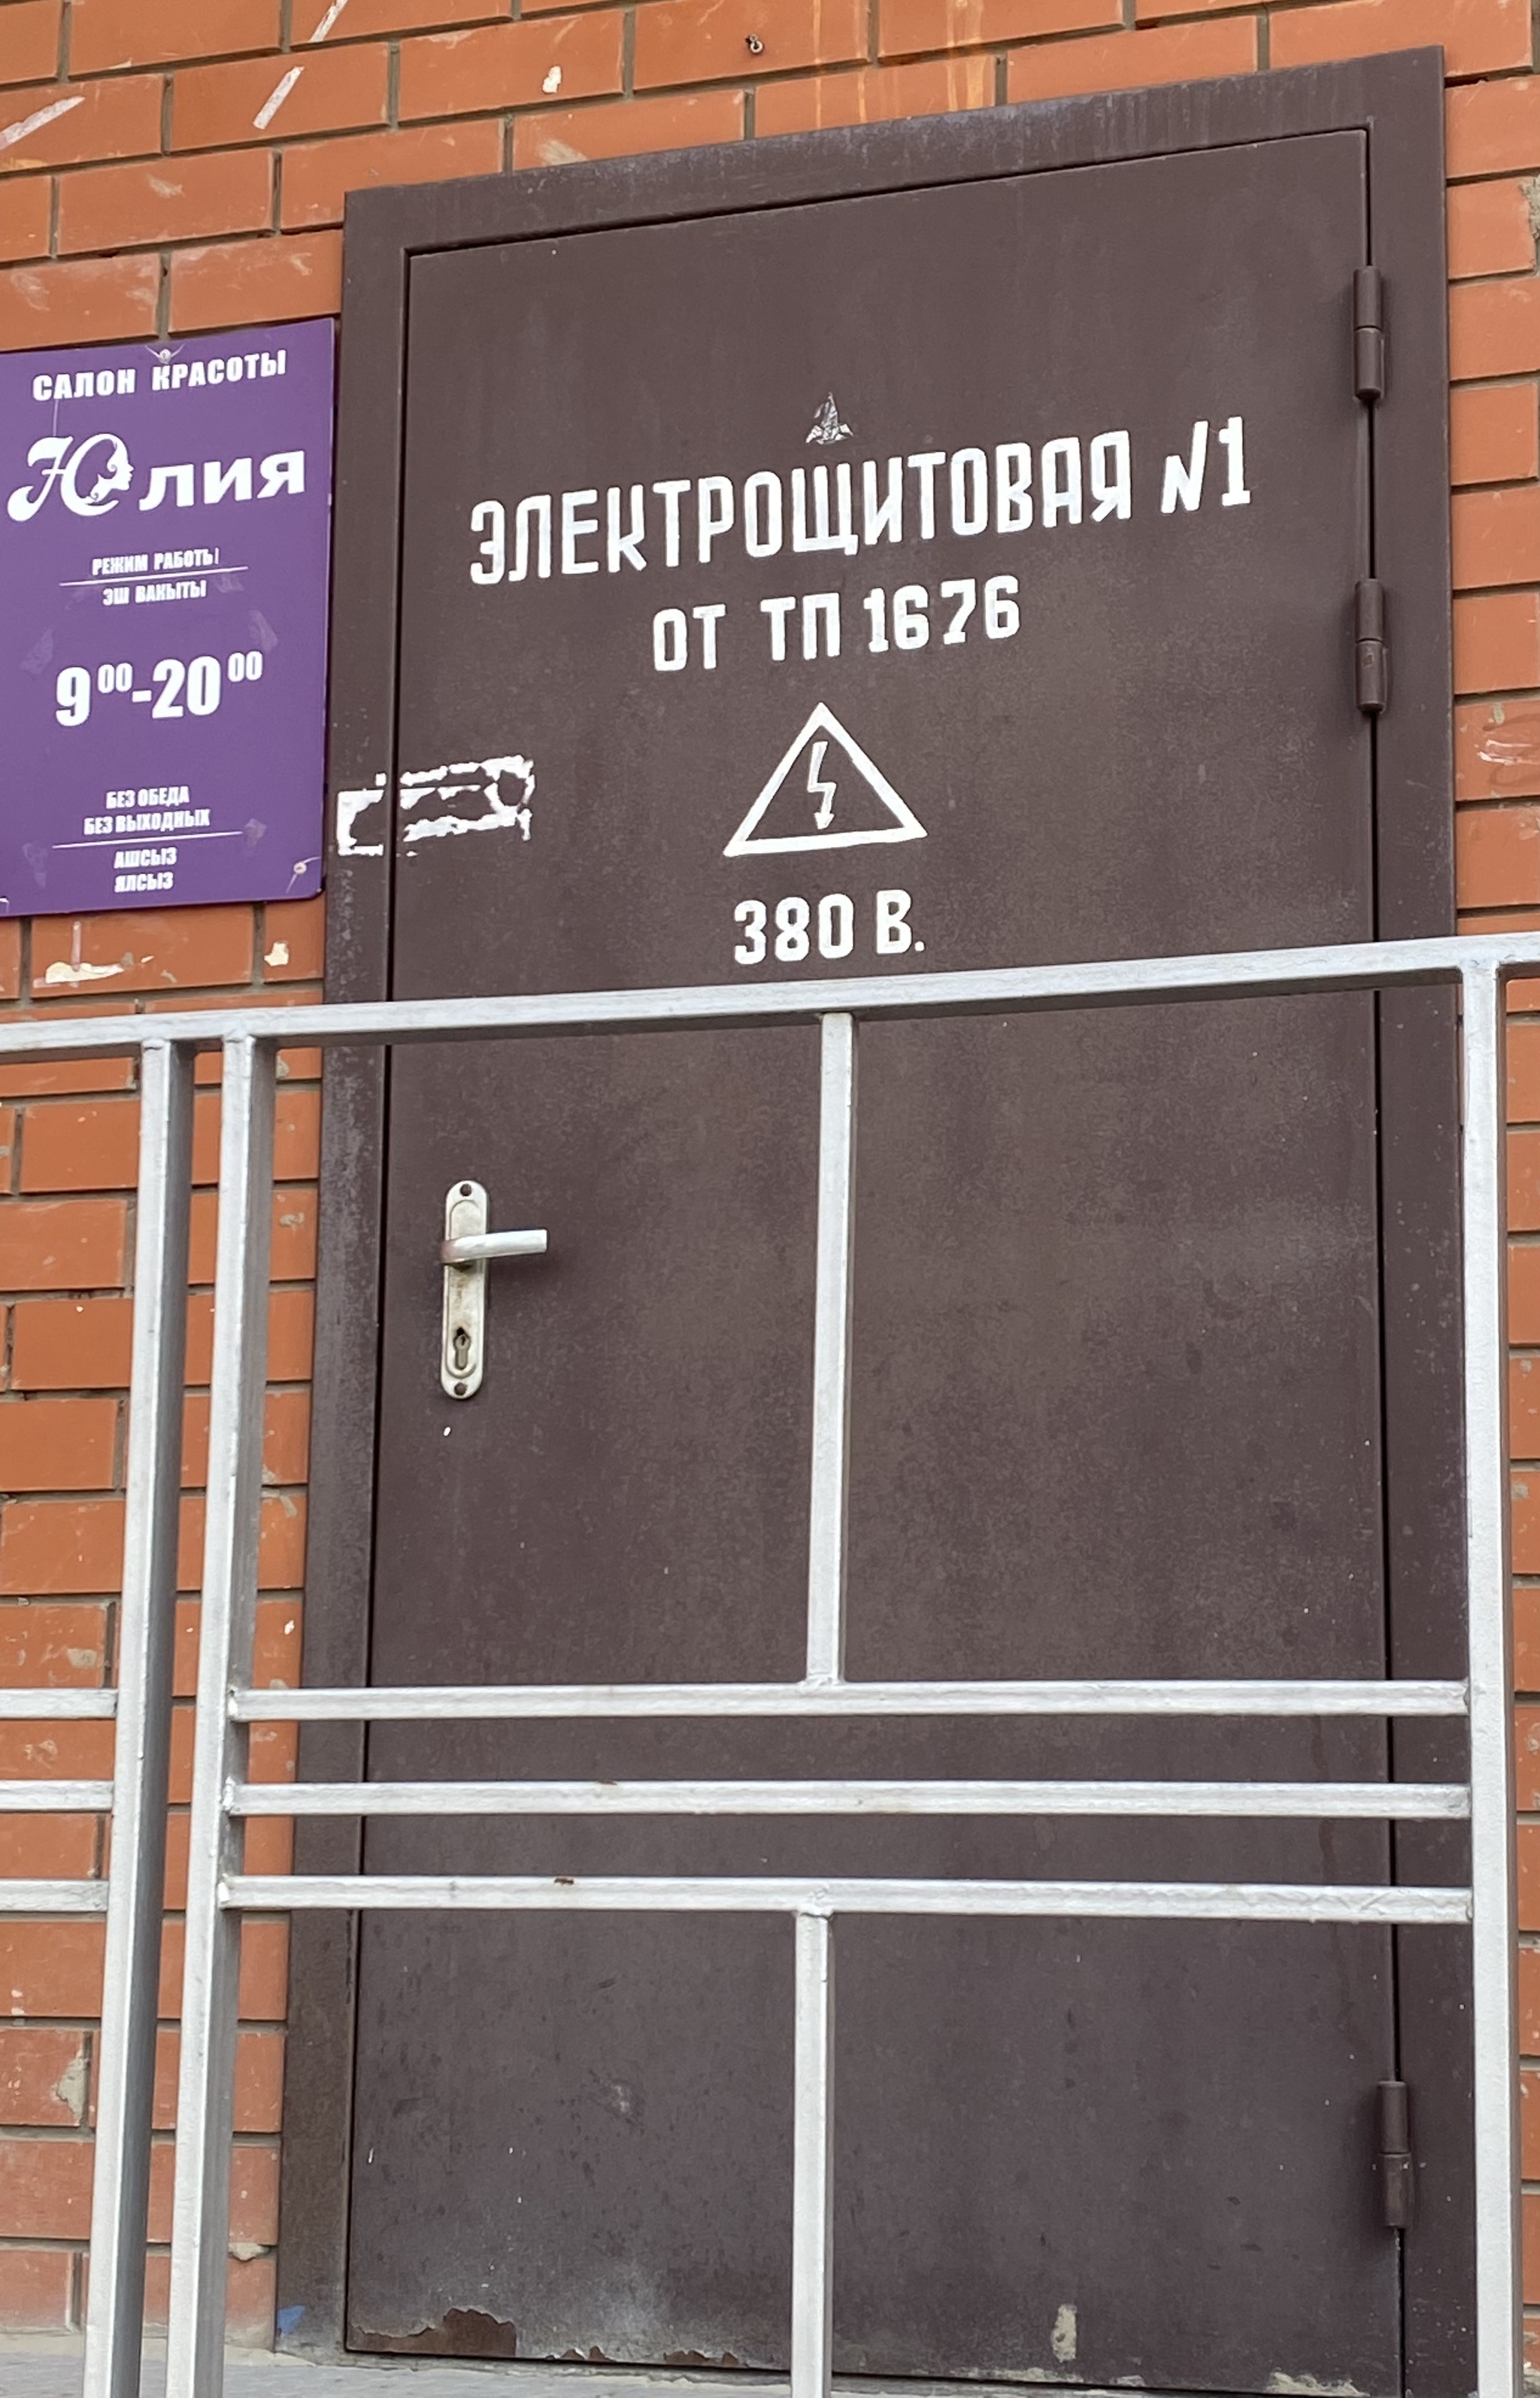 САЛОН КРАСОТЫ
Юлия
РЕЖИМ РАБОТЫ
ЭШ ВАКЫТЫ
9⁰⁰-20⁰⁰
БЕЗ ОБЕДА
БЕЗ ВЫХОДНЫХ
АШСЫЗ
ЯЛСЫЗ
ЭЛЕКТРОЩИТОВАЯ N1
ОТ ТП 1676
380 В.